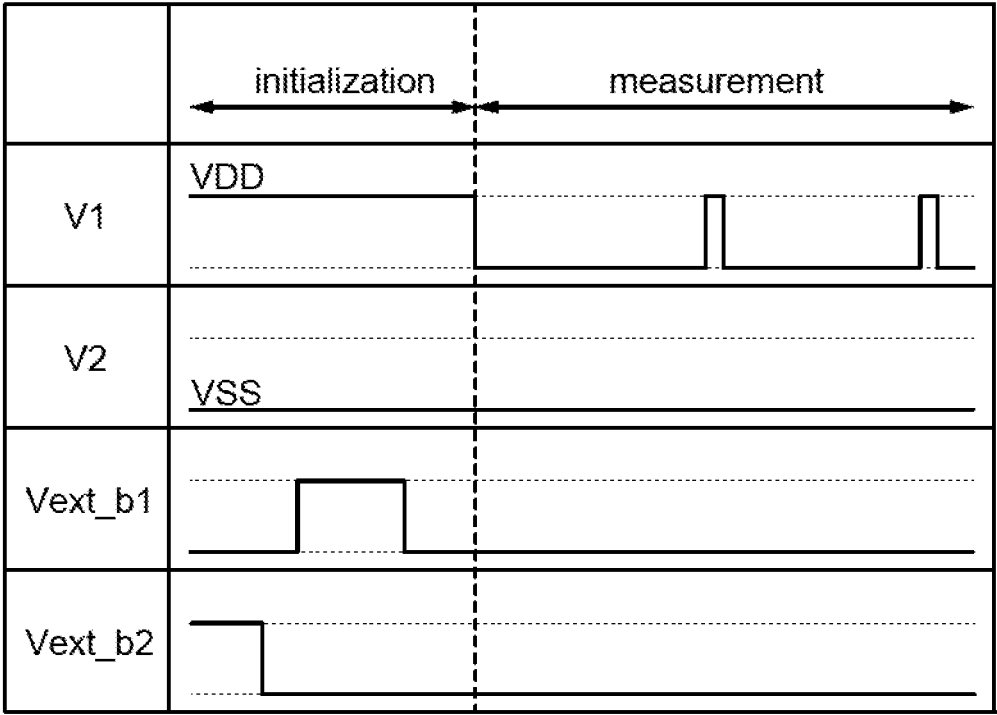 initialization measurement
VDD
V1
V2
VSS
Vext_b1
Vext_b2